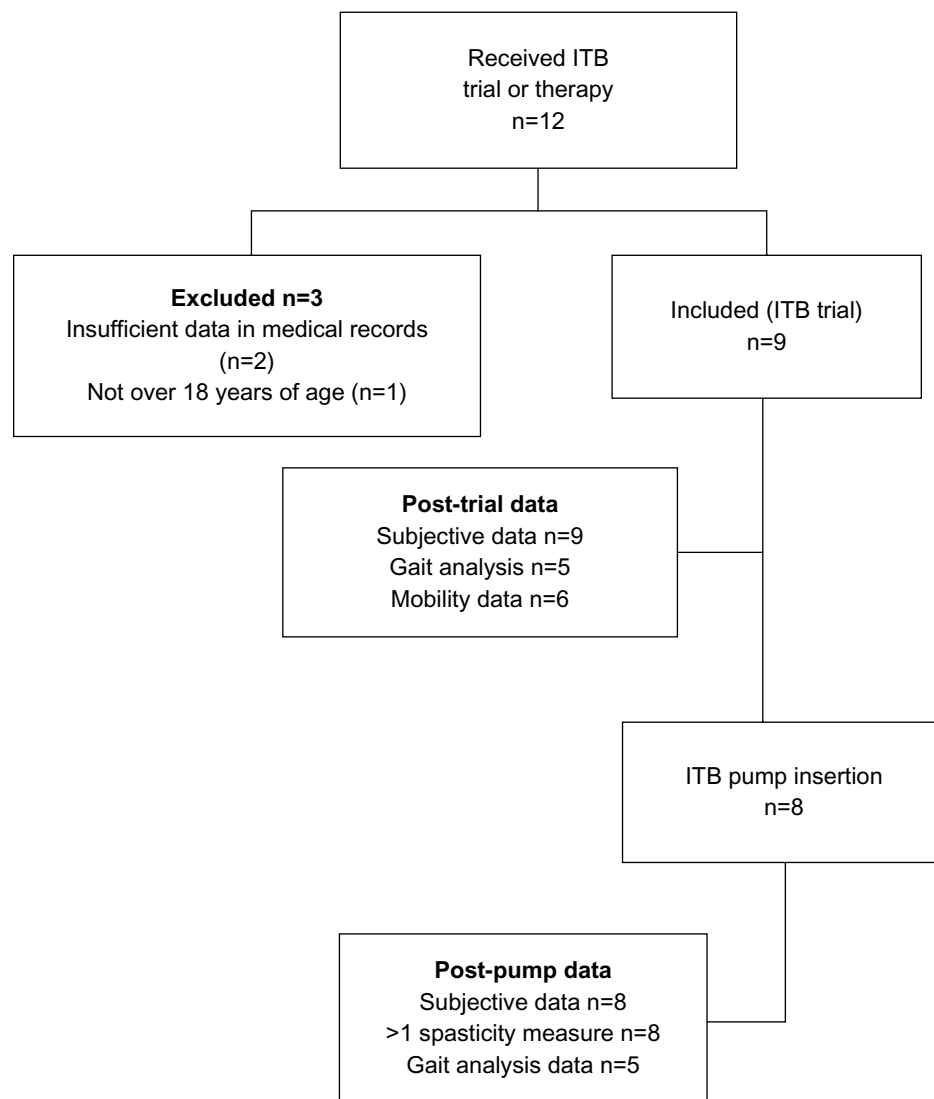 Received ITB
trial or therapy
n=12
Excluded n=3
Insufficient data in medical records
(n=2)
Not over 18 years of age (n=1)
Included (ITB trial)
n=9
Post-trial data
Subjective data n=9
Gait analysis n=5
Mobility data n=6
ITB pump insertion
n=8
Post-pump data
Subjective data n=8
>1 spasticity measure n=8
Gait analysis data n=5